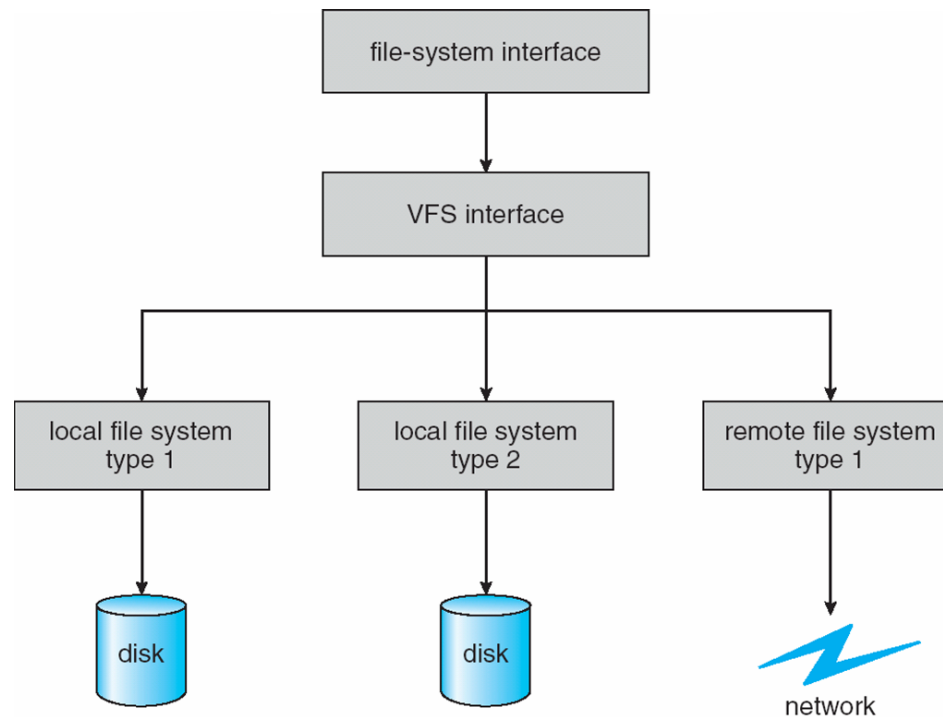 file-system interface
VFS interface
local file system
type 1
local file system
type 2
remote file system
type 1
disk
disk
network